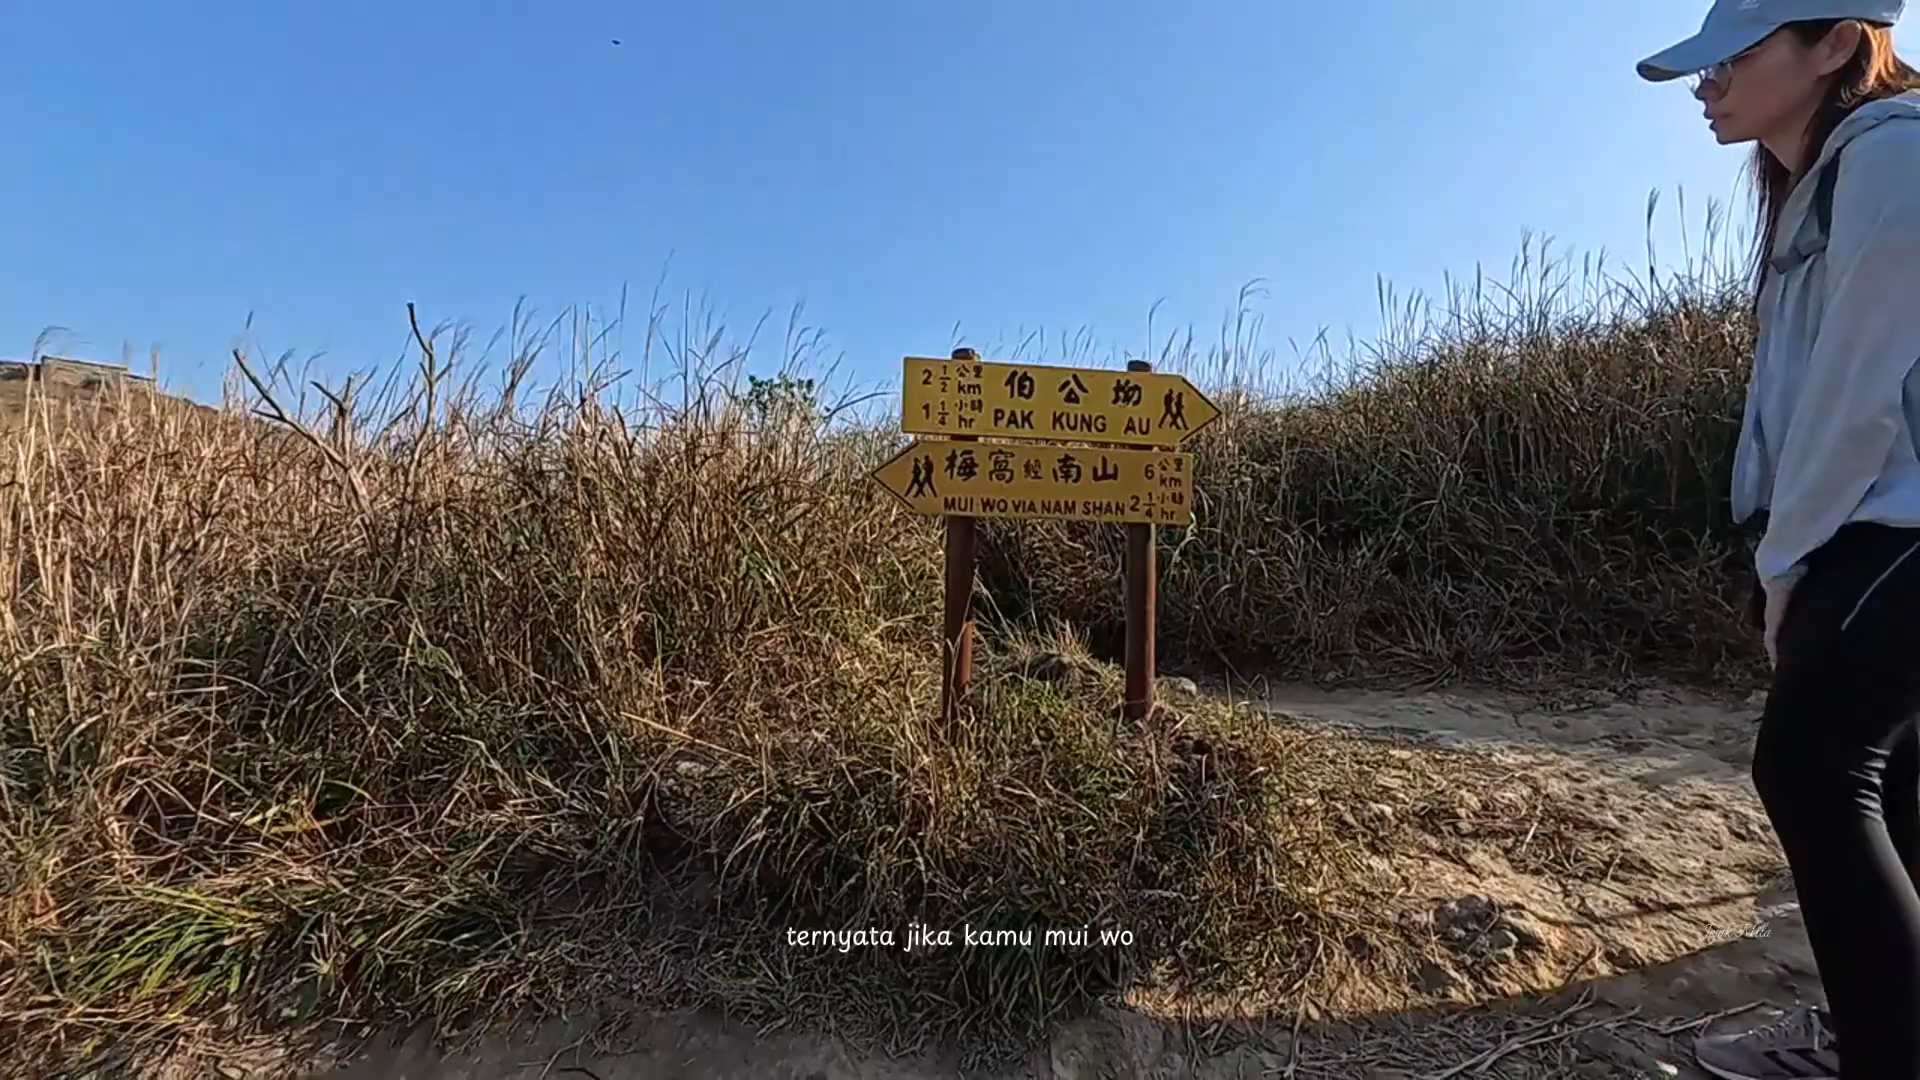 2 1/2 公里 km 伯公坳
1 1/4 小時 hr PAK KUNG AU
梅窩經南山 6 公里 km
MUI WO VIA NAM SHAN 2 1/4 小時 hr
ternyata jika kamu mui wo